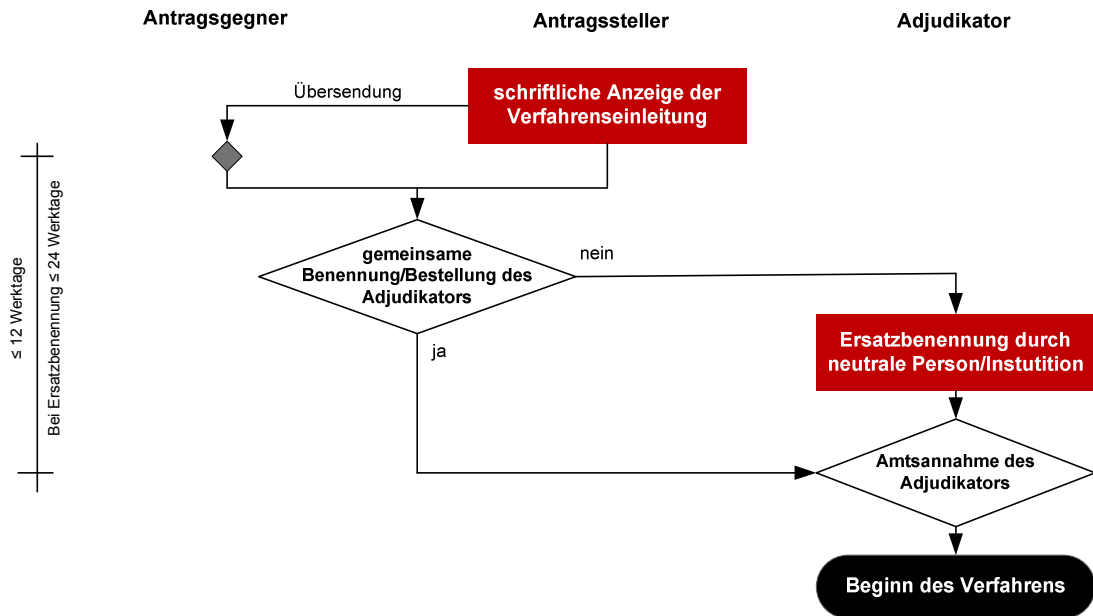 Antragsgegner
Antragssteller
Adjudikator
Übersendung
schriftliche Anzeige der
Verfahrenseinleitung
≤ 12 Werktage
Bei Ersatzbenennung ≤ 24 Werktage
gemeinsame
Benennung/Bestellung des
Adjudikators
nein
ja
Ersatzbenennung durch
neutrale Person/Instutition
Amtsannahme des
Adjudikators
Beginn des Verfahrens